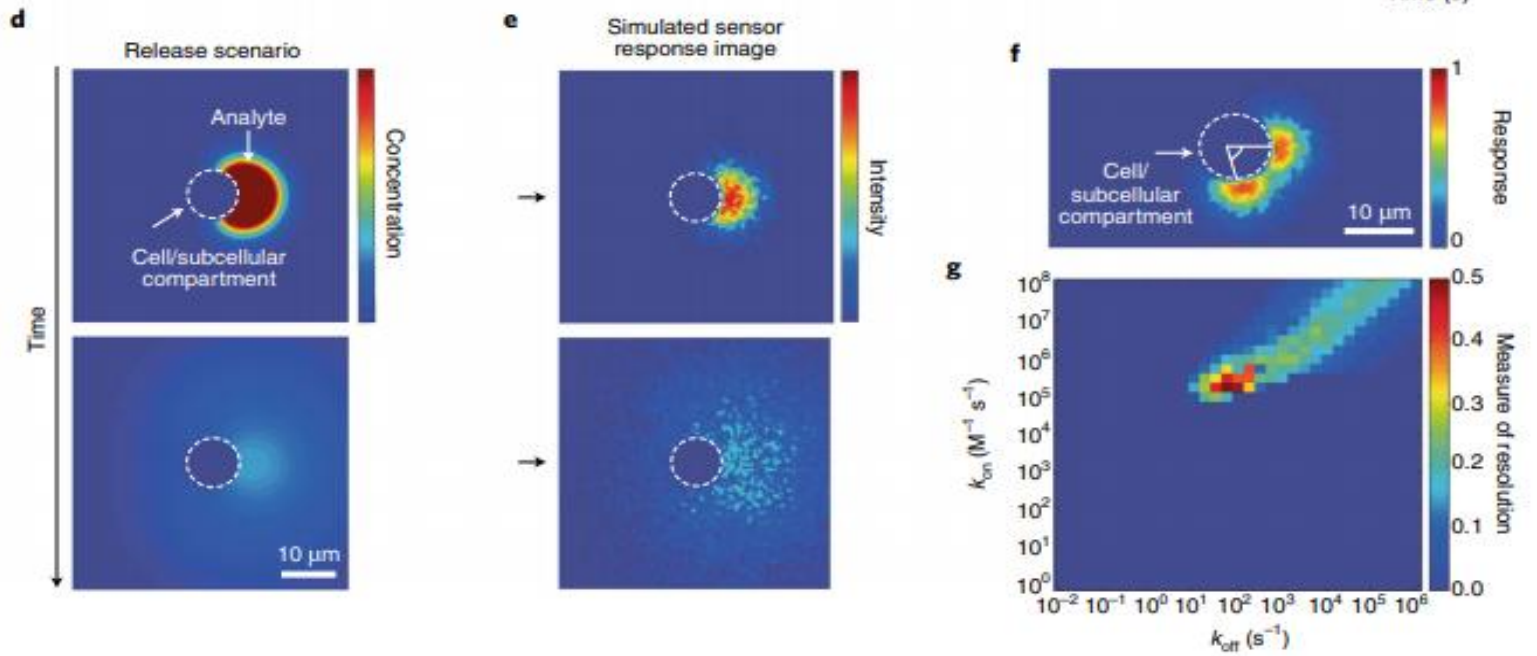 d
Release scenario
Analyte
Cell/subcellular
compartment
Concentration
Time
10 µm
e
Simulated sensor
response image
Intensity
f
Cell/
subcellular
compartment
10 µm
1
0
Response
g
10⁸
10⁷
10⁶
10⁵
10⁴
10³
10²
10¹
10⁰
kon (M⁻¹ s⁻¹)
10⁻² 10⁻¹ 10⁰ 10¹ 10² 10³ 10⁴ 10⁵ 10⁶
koff (s⁻¹)
0.5
0.4
0.3
0.2
0.1
0.0
Measure of resolution